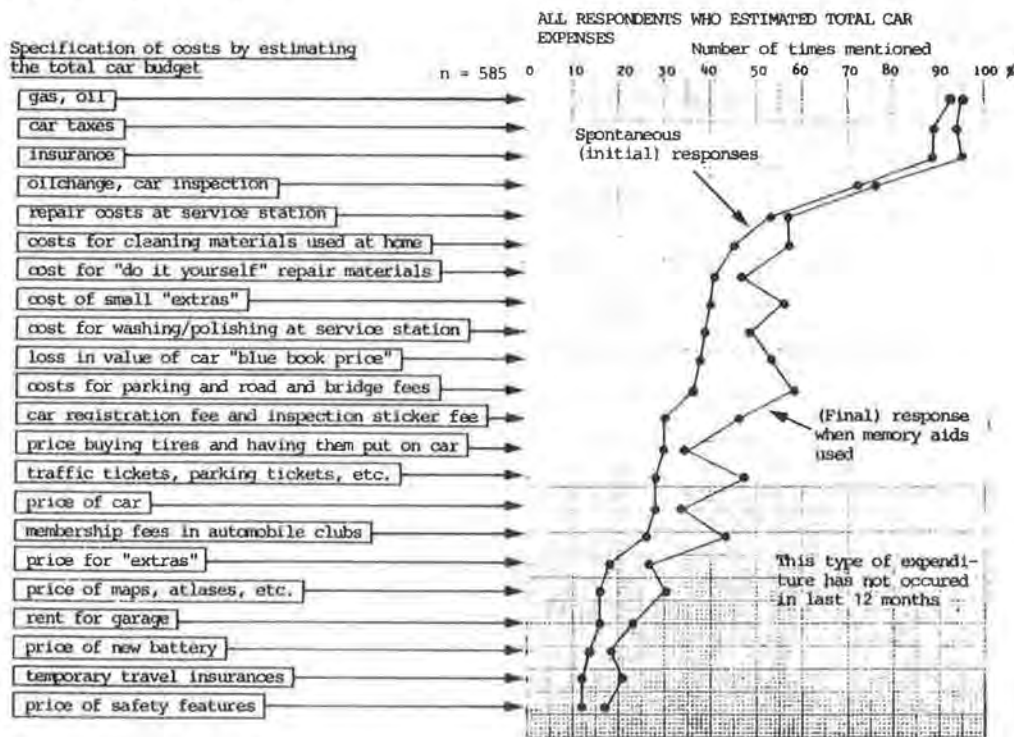 ALL RESPONDENTS WHO ESTIMATED TOTAL CAR
EXPENSES
Specification of costs by estimating
the total car budget
n = 585
Number of times mentioned
0 10 20 30 40 50 60 70 80 90 100 %
gas, oil
car taxes
insurance
oilchange, car inspection
repair costs at service station
costs for cleaning materials used at home
cost for "do it yourself" repair materials
cost of small "extras"
cost for washing/polishing at service station
loss in value of car "blue book price"
costs for parking and road and bridge fees
car registration fee and inspection sticker fee
price buying tires and having them put on car
traffic tickets, parking tickets, etc.
price of car
membership fees in automobile clubs
price for "extras"
price of maps, atlases, etc.
rent for garage
price of new battery
temporary travel insurances
price of safety features
Spontaneous
(initial) responses
(Final) response
when memory aids
used
This type of expendi-
ture has not occured
in last 12 months